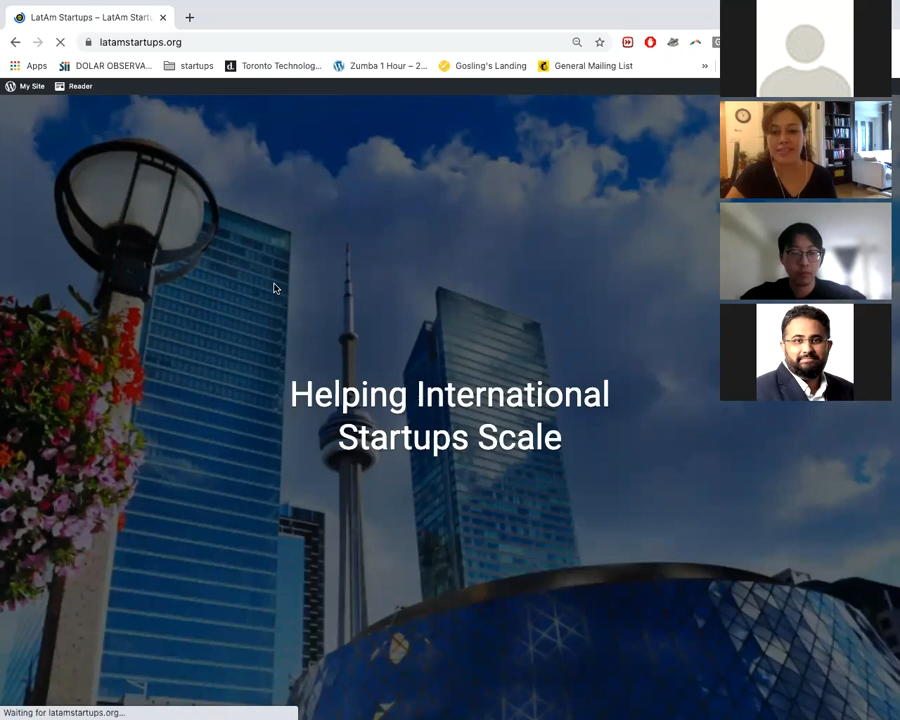 LatAm Startups – LatAm Startu
latamstartups.org
Apps
DOLAR OBSERVA...
startups
Toronto Technolog...
Zumba 1 Hour – 2...
Gosling's Landing
General Mailing List
»
My Site
Reader
Helping International
Startups Scale
Waiting for latamstartups.org...